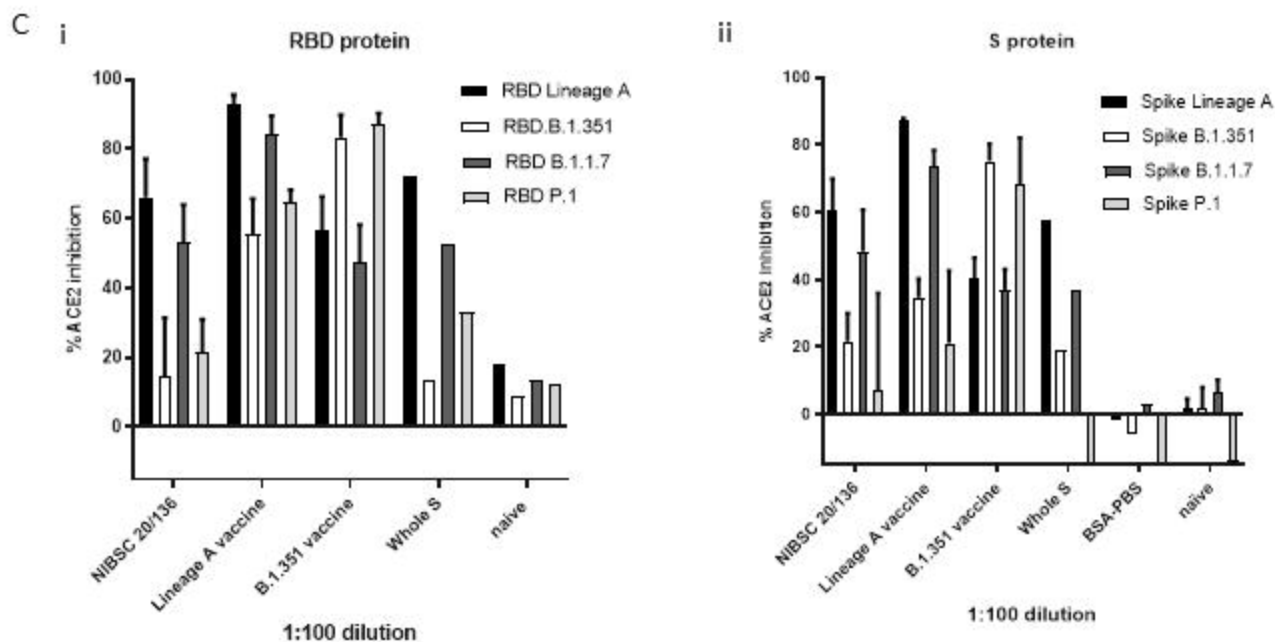 C
i
RBD protein
% ACE2 inhibition
100
80
60
40
20
0
RBD Lineage A
RBD.B.1.351
RBD B.1.1.7
RBD P.1
NIBSC 20/136
Lineage A vaccine
B.1.351 vaccine
Whole S
naive
1:100 dilution
ii
S protein
% ACE2 Inhibition
100
80
60
40
20
0
Spike Lineage A
Spike B.1.351
Spike B.1.1.7
Spike P.1
NIBSC 20/136
Lineage A vaccine
B.1.351 vaccine
Whole S
BSA-PBS
naïve
1:100 dilution